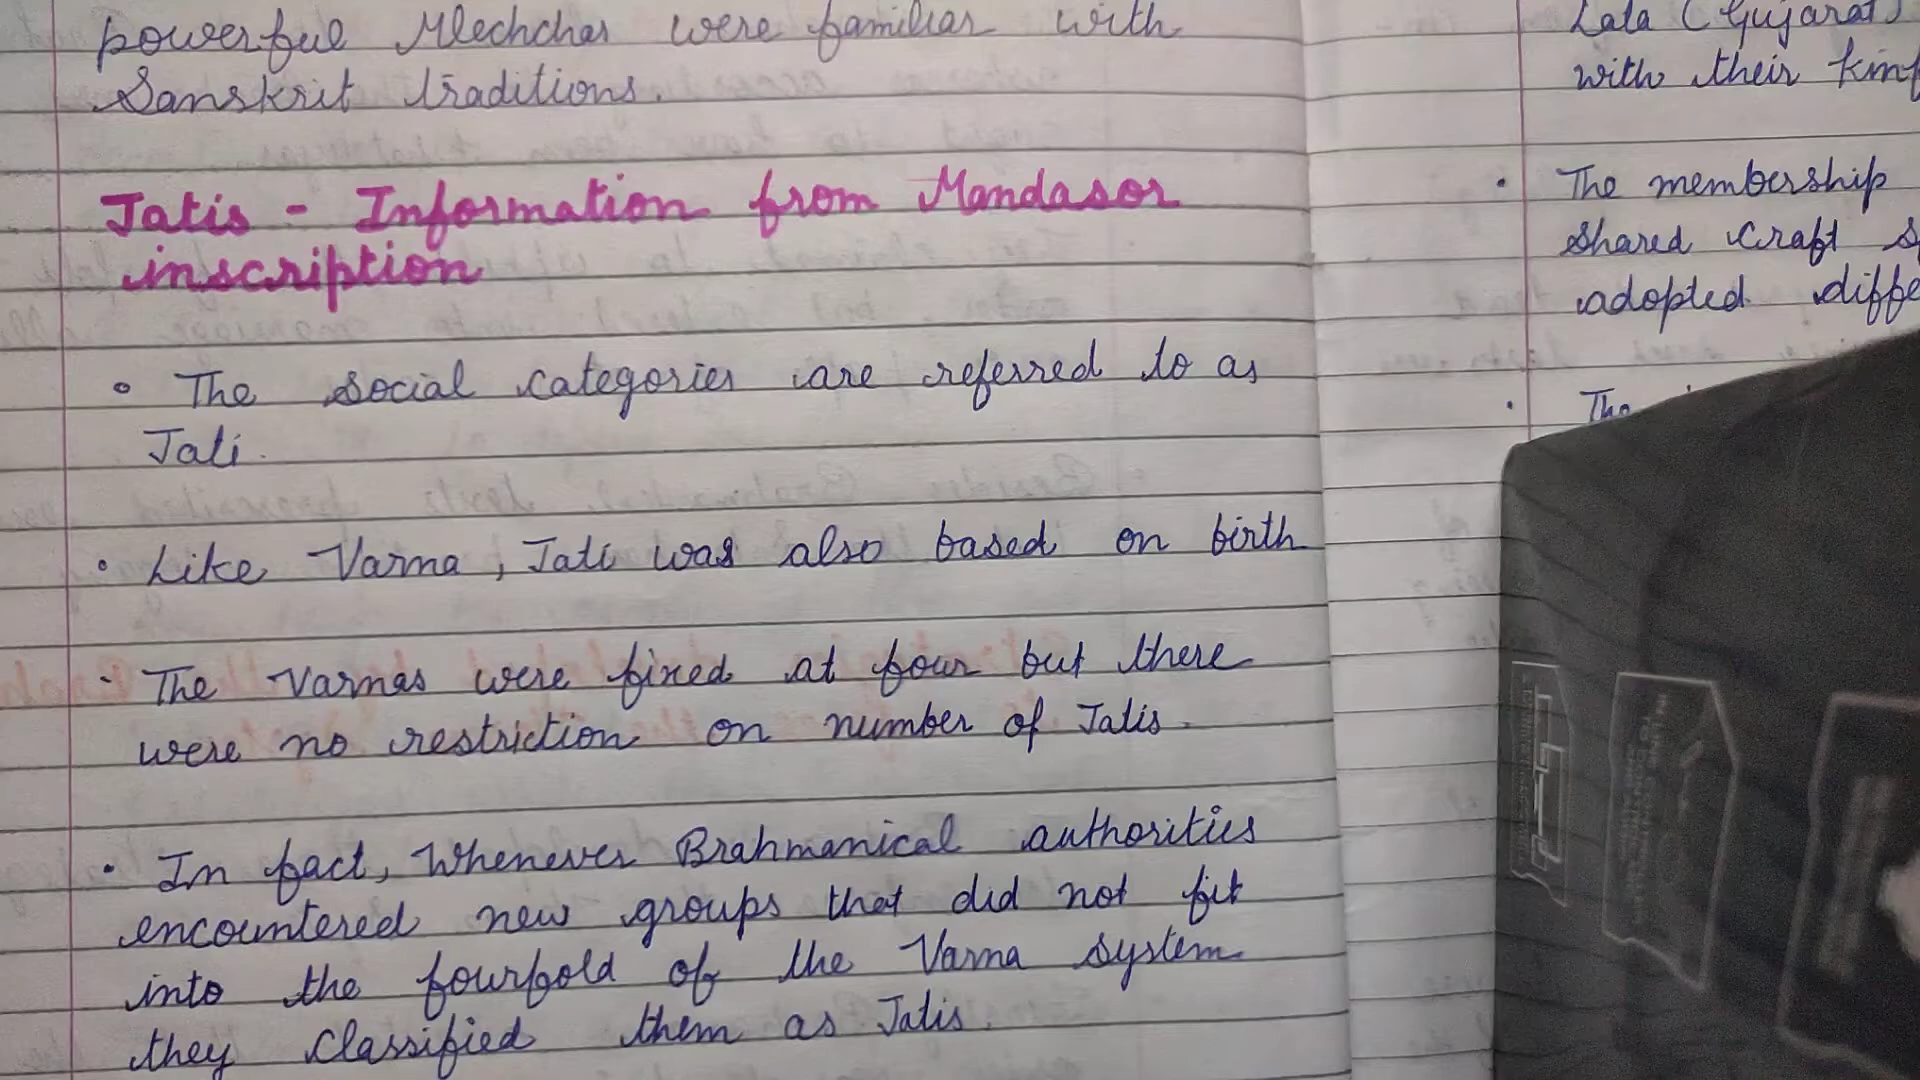 powerful Mlechchas were familiar with
Sanskrit traditions.
Jatis - Information from Mandasor
inscription
The social categories are referred to as
Jati.
Like Varna, Jati was also based on birth
The Varnas were fixed at four but there
were no restriction on number of Jatis.
In fact, Whenever Brahmanical authorities
encountered new groups that did not fit
into the fourfold of the Varna system
they classified them as Jatis.
Lata (Gujarat)
with their
The membership
shared craft
adopted
The